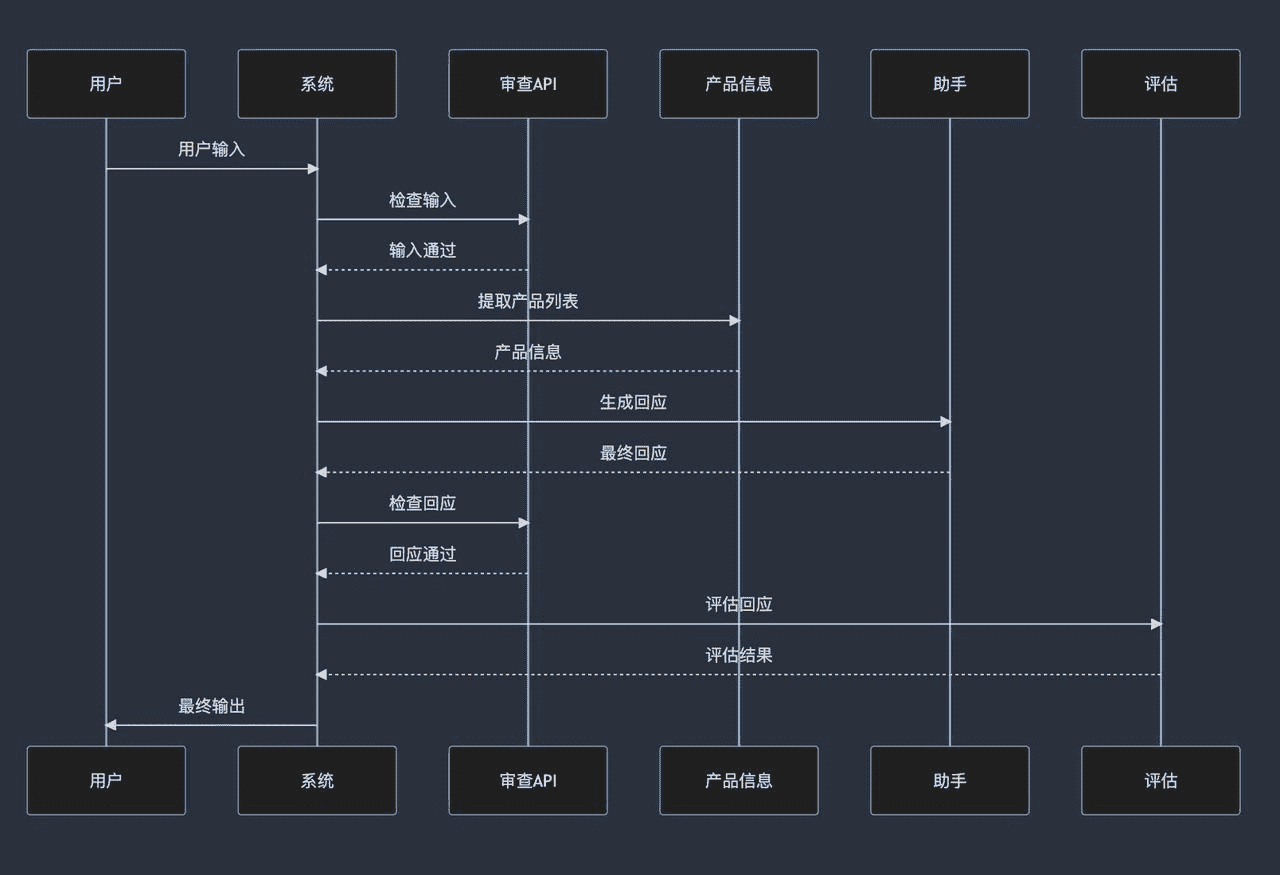 用户
系统
审查API
产品信息
助手
评估
用户输入
检查输入
输入通过
提取产品列表
产品信息
生成回应
最终回应
检查回应
回应通过
评估回应
评估结果
最终输出
用户
系统
审查API
产品信息
助手
评估